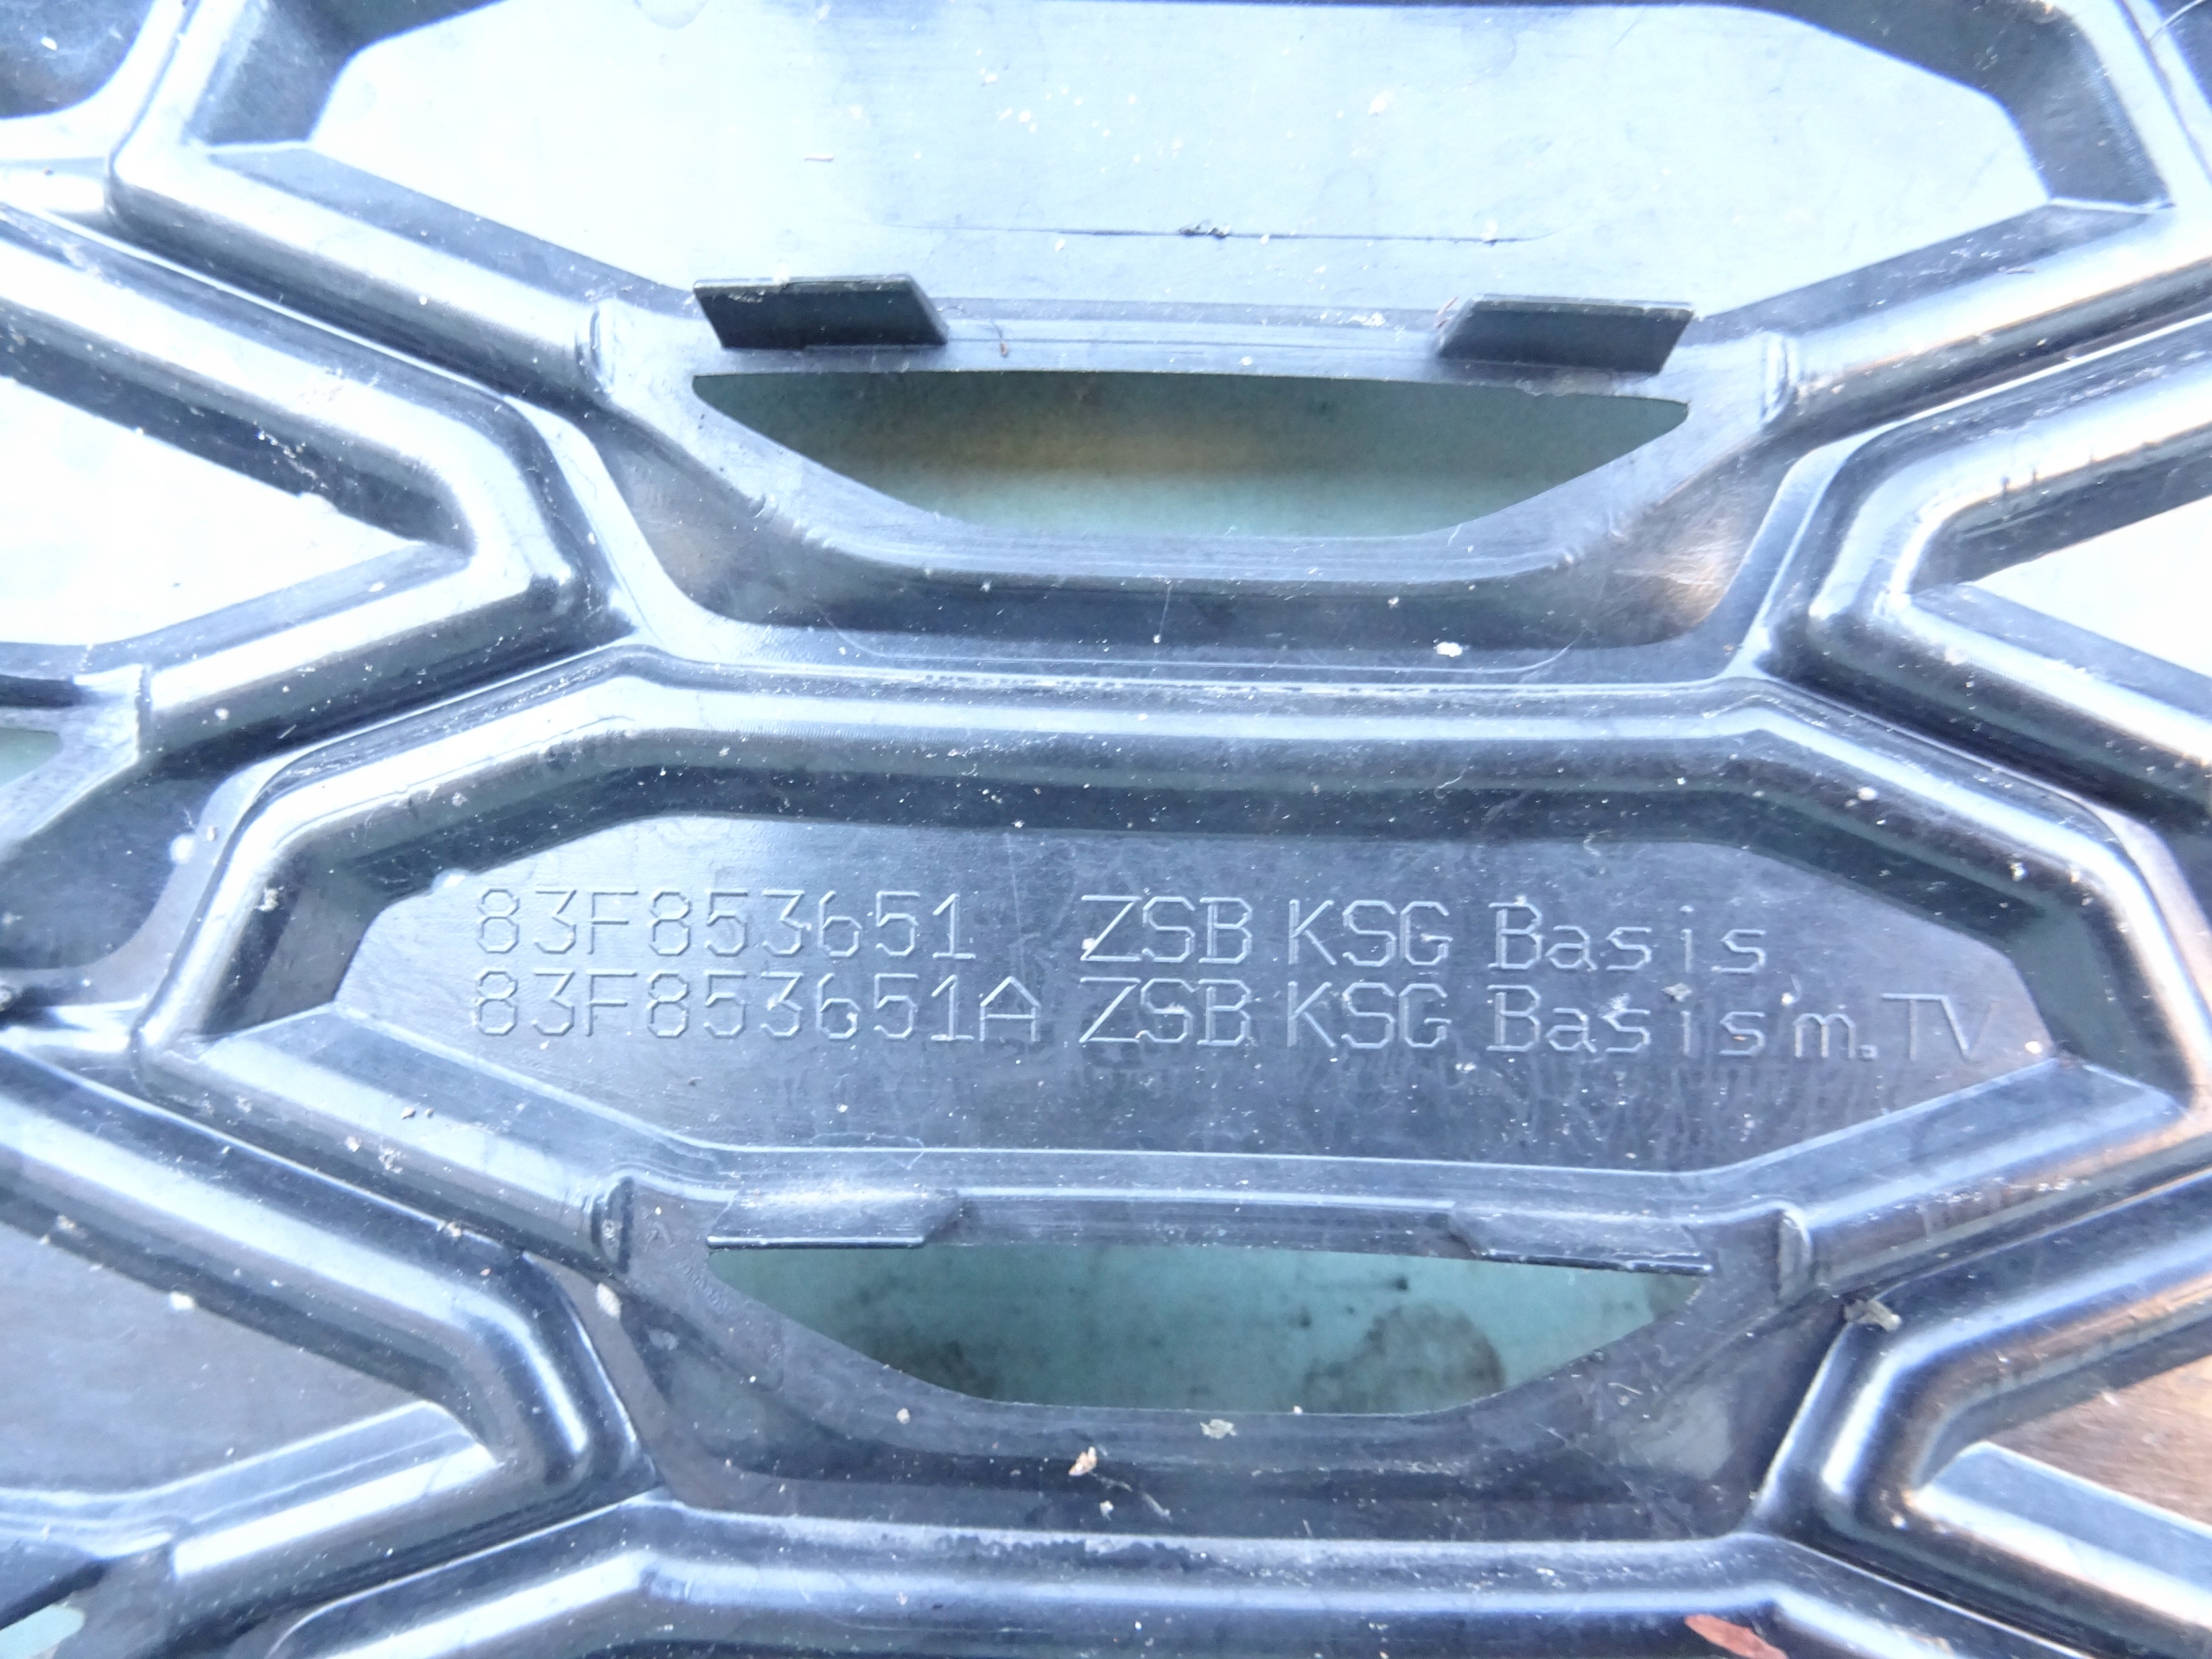 83F853651 ZSB KSG Basis
83F853651A ZSB KSG Basis m. TV